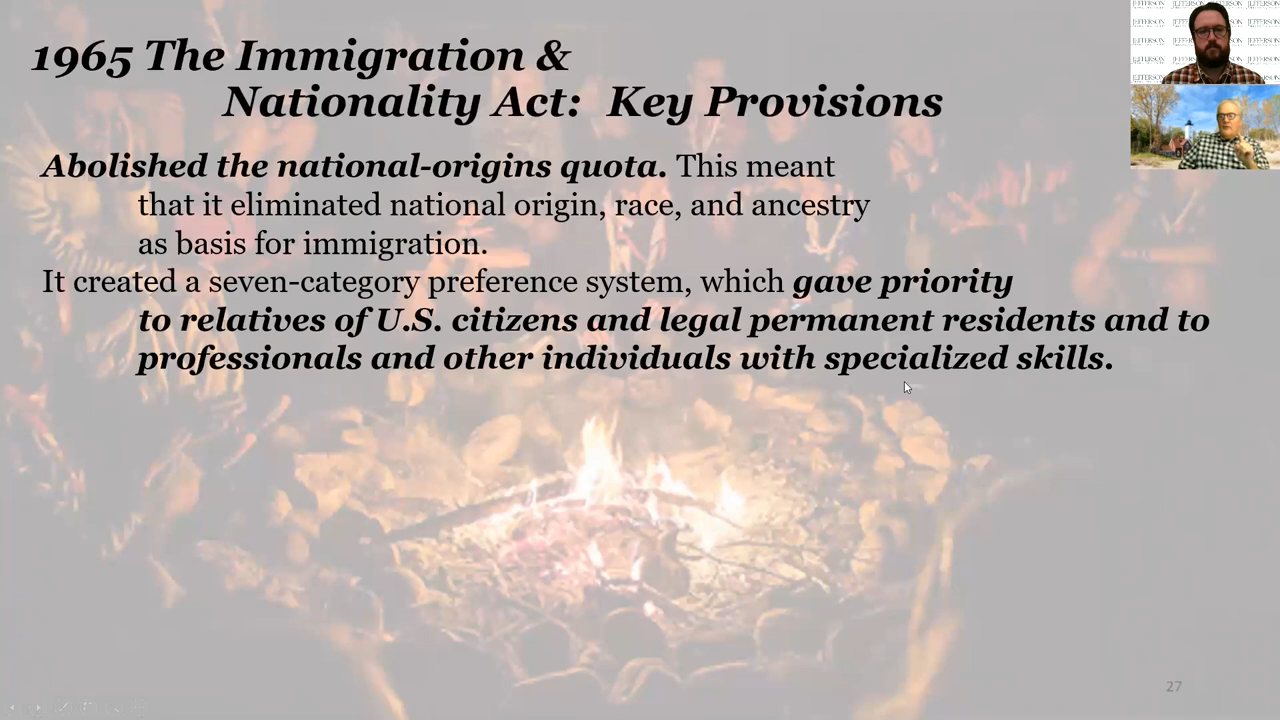 1965 The Immigration &
Nationality Act: Key Provisions
Abolished the national-origins quota. This meant
that it eliminated national origin, race, and ancestry
as basis for immigration.
It created a seven-category preference system, which gave priority
to relatives of U.S. citizens and legal permanent residents and to
professionals and other individuals with specialized skills.
27